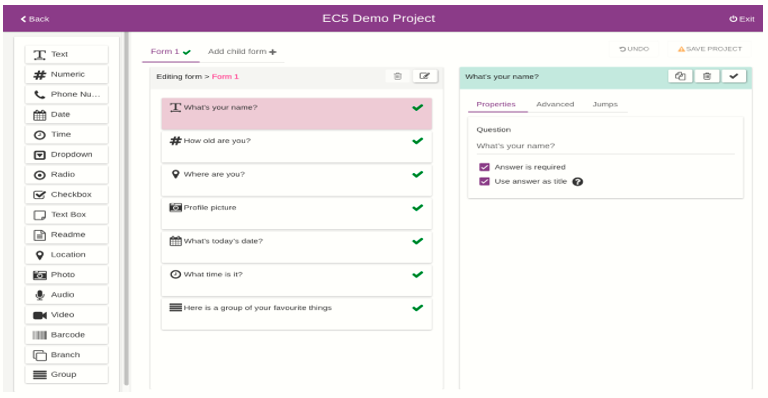 Back
EC5 Demo Project
Exit
Text
Numeric
Phone Nu...
Date
Time
Dropdown
Radio
Checkbox
Text Box
Readme
Location
Photo
Audio
Video
Barcode
Branch
Group
Form 1
Add child form
UNDO
SAVE PROJECT
Editing form > Form 1
What's your name?
How old are you?
Where are you?
Profile picture
What's today's date?
What time is it?
Here is a group of your favourite things
What's your name?
Properties
Advanced
Jumps
Question
What's your name?
Answer is required
Use answer as title